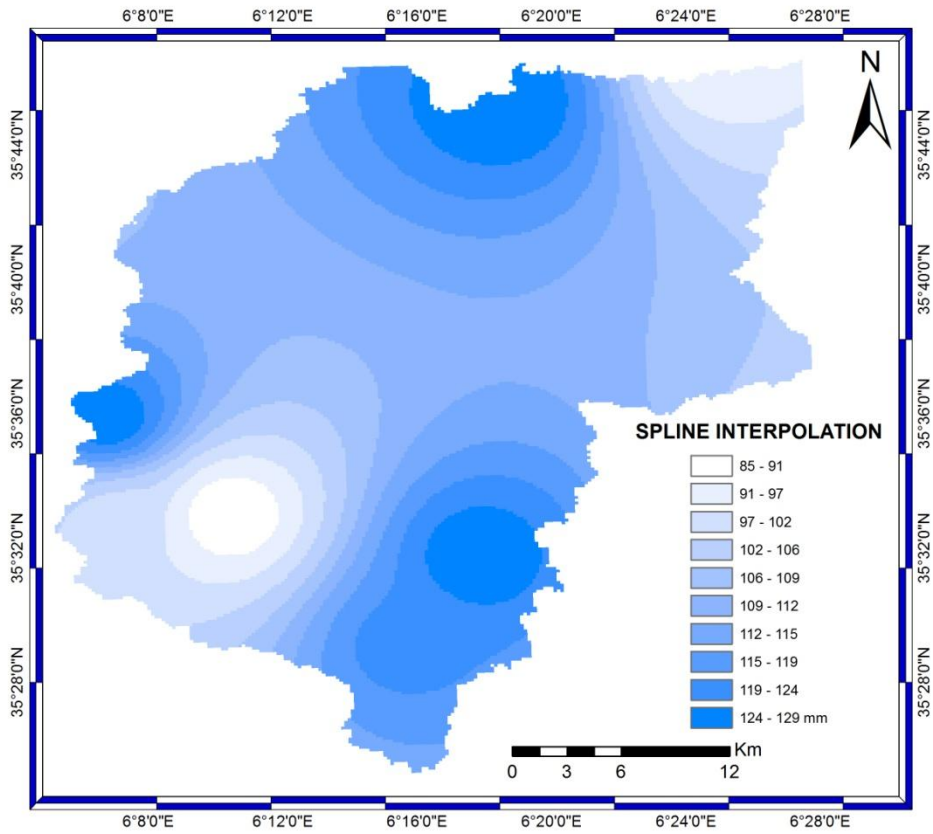 6°8'0"E 6°12'0"E 6°16'0"E 6°20'0"E 6°24'0"E 6°28'0"E
N
35°44'0"N 35°44'0"N
35°40'0"N 35°40'0"N
35°36'0"N 35°36'0"N
SPLINE INTERPOLATION
85 - 91
91 - 97
97 - 102
102 - 106
35°32'0"N 35°32'0"N
106 - 109
109 - 112
112 - 115
115 - 119
35°28'0"N 35°28'0"N
119 - 124
124 - 129 mm
Km
0 3 6 12
6°8'0"E 6°12'0"E 6°16'0"E 6°20'0"E 6°24'0"E 6°28'0"E